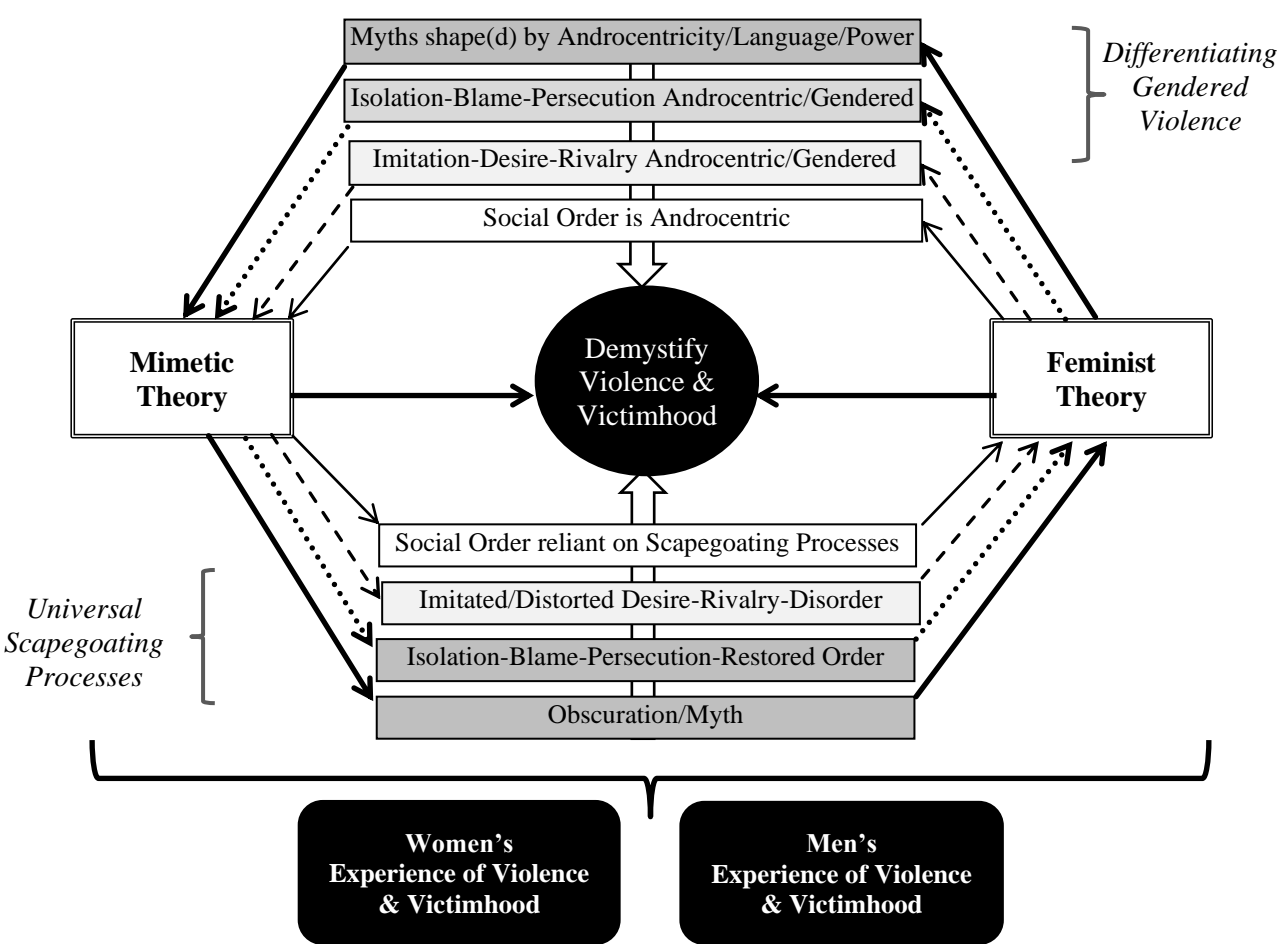 Myths shape(d) by Androcentricity/Language/Power
Isolation-Blame-Persecution Androcentric/Gendered
Imitation-Desire-Rivalry Androcentric/Gendered
Social Order is Androcentric
Differentiating
Gendered
Violence
Mimetic
Theory
Demystify
Violence &
Victimhood
Feminist
Theory
Social Order reliant on Scapegoating Processes
Imitated/Distorted Desire-Rivalry-Disorder
Isolation-Blame-Persecution-Restored Order
Obscuration/Myth
Universal
Scapegoating
Processes
Women’s
Experience of Violence
& Victimhood
Men’s
Experience of Violence
& Victimhood